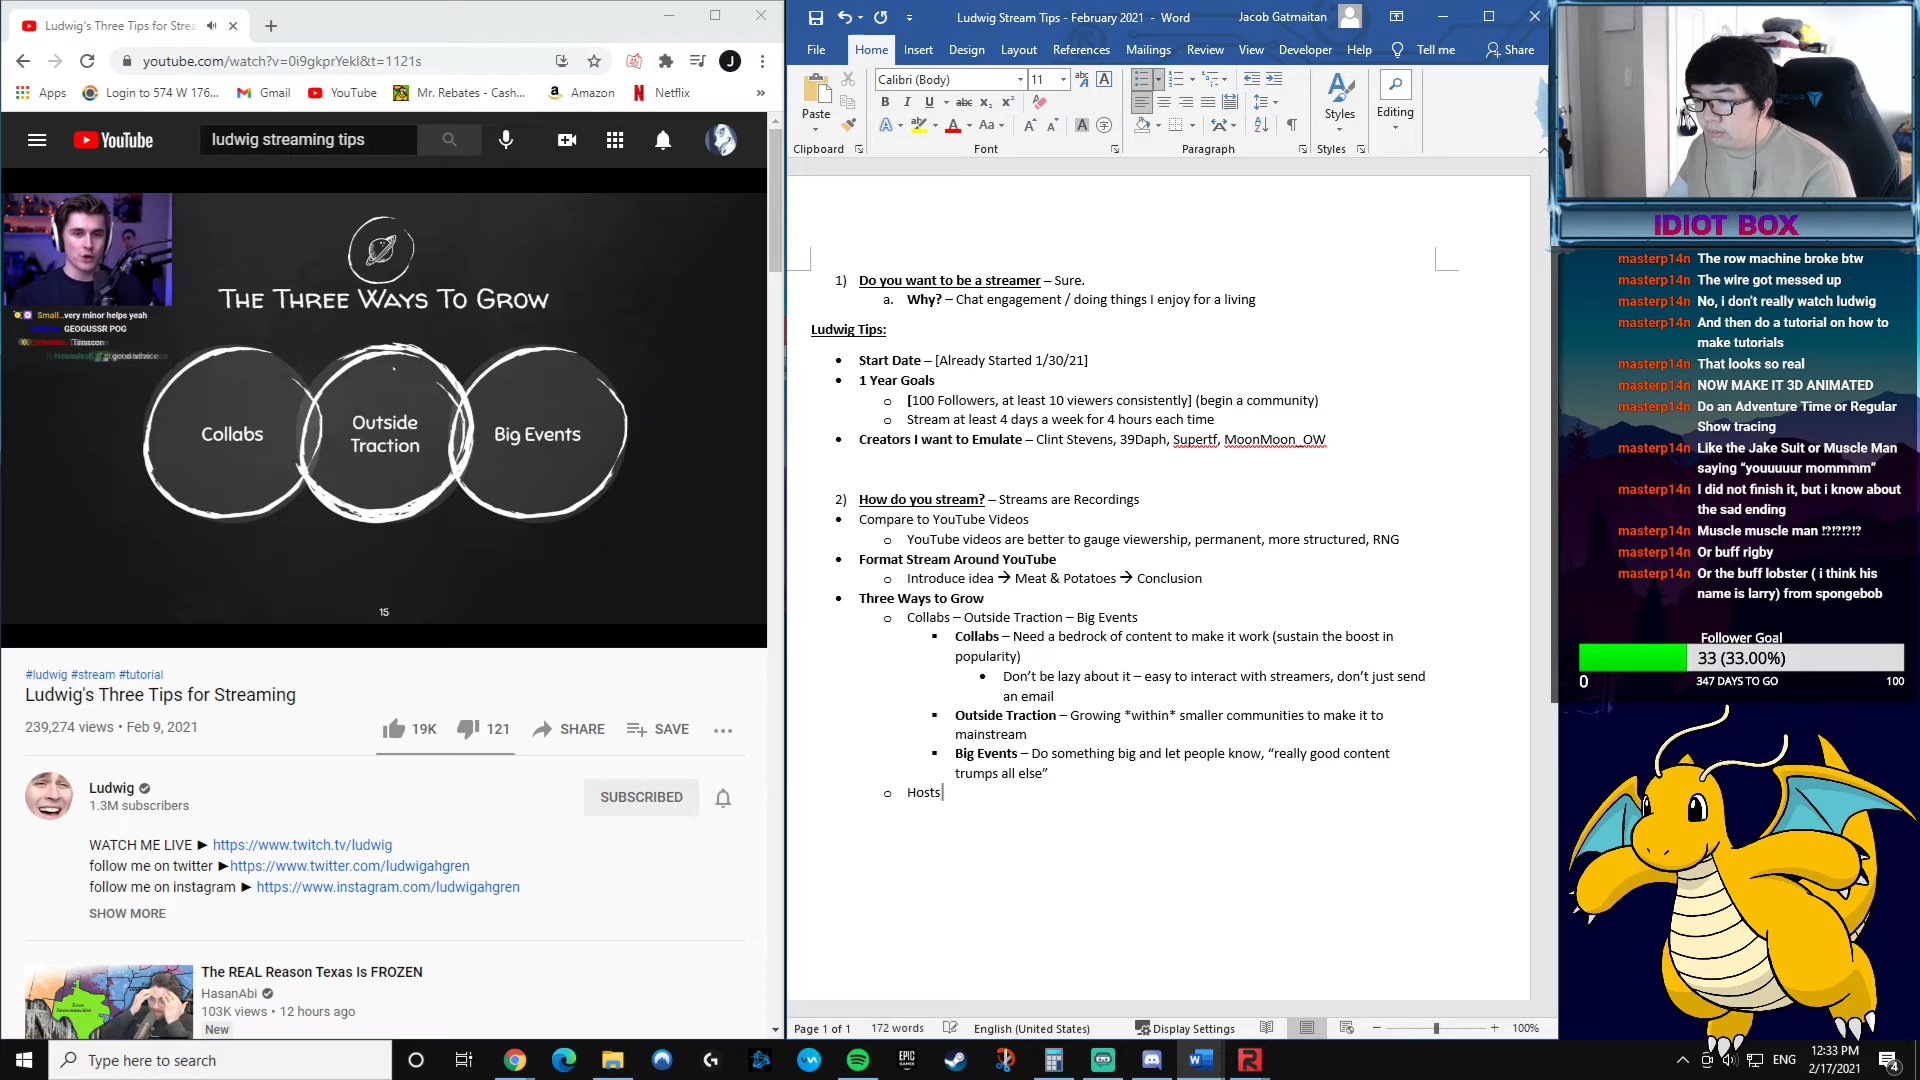 Ludwig's Three Tips for Strea
youtube.com/watch?v=0i9gkprYekI&t=1121s
J
Apps
Login to 574 W 176...
Gmail
YouTube
Mr. Rebates - Cash...
Amazon
Netflix
»
YouTube
ludwig streaming tips
Small...very minor helps yeah
GEOGUSSR POG
good advice
THE THREE WAYS TO GROW
Collabs
Outside
Traction
Big Events
15
#ludwig #stream #tutorial
Ludwig's Three Tips for Streaming
239,274 views • Feb 9, 2021
19K
121
SHARE
SAVE
Ludwig
1.3M subscribers
SUBSCRIBED
WATCH ME LIVE ► https://www.twitch.tv/ludwig
follow me on twitter ►https://www.twitter.com/ludwigahgren
follow me on instagram ► https://www.instagram.com/ludwigahgren
SHOW MORE
The REAL Reason Texas Is FROZEN
HasanAbi
103K views • 12 hours ago
New
Ludwig Stream Tips - February 2021 - Word
Jacob Gatmaitan
File
Home
Insert
Design
Layout
References
Mailings
Review
View
Developer
Help
Tell me
Share
Paste
Calibri (Body)
11
Styles
Editing
Clipboard
Font
Paragraph
Styles
1) Do you want to be a streamer – Sure.
a. Why? – Chat engagement / doing things I enjoy for a living
Ludwig Tips:
• Start Date – [Already Started 1/30/21]
• 1 Year Goals
o [100 Followers, at least 10 viewers consistently] (begin a community)
o Stream at least 4 days a week for 4 hours each time
• Creators I want to Emulate – Clint Stevens, 39Daph, Supertf, MoonMoon_OW
2) How do you stream? – Streams are Recordings
• Compare to YouTube Videos
o YouTube videos are better to gauge viewership, permanent, more structured, RNG
• Format Stream Around YouTube
o Introduce idea → Meat & Potatoes → Conclusion
• Three Ways to Grow
o Collabs – Outside Traction – Big Events
▪ Collabs – Need a bedrock of content to make it work (sustain the boost in
popularity)
• Don't be lazy about it – easy to interact with streamers, don't just send
an email
▪ Outside Traction – Growing *within* smaller communities to make it to
mainstream
▪ Big Events – Do something big and let people know, “really good content
trumps all else”
o Hosts
Page 1 of 1
172 words
English (United States)
Display Settings
100%
IDIOT BOX
masterp14n The row machine broke btw
masterp14n The wire got messed up
masterp14n No, i don't really watch ludwig
masterp14n And then do a tutorial on how to
make tutorials
masterp14n That looks so real
masterp14n NOW MAKE IT 3D ANIMATED
masterp14n Do an Adventure Time or Regular
Show tracing
masterp14n Like the Jake Suit or Muscle Man
saying “youuuuur mommmm”
masterp14n I did not finish it, but i know about
the sad ending
masterp14n Muscle muscle man !?!?!?!?
masterp14n Or buff rigby
masterp14n Or the buff lobster ( i think his
name is larry) from spongebob
Follower Goal
33 (33.00%)
0
347 DAYS TO GO
100
Type here to search
EPIC
GAMES
ENG
12:33 PM
2/17/2021
4